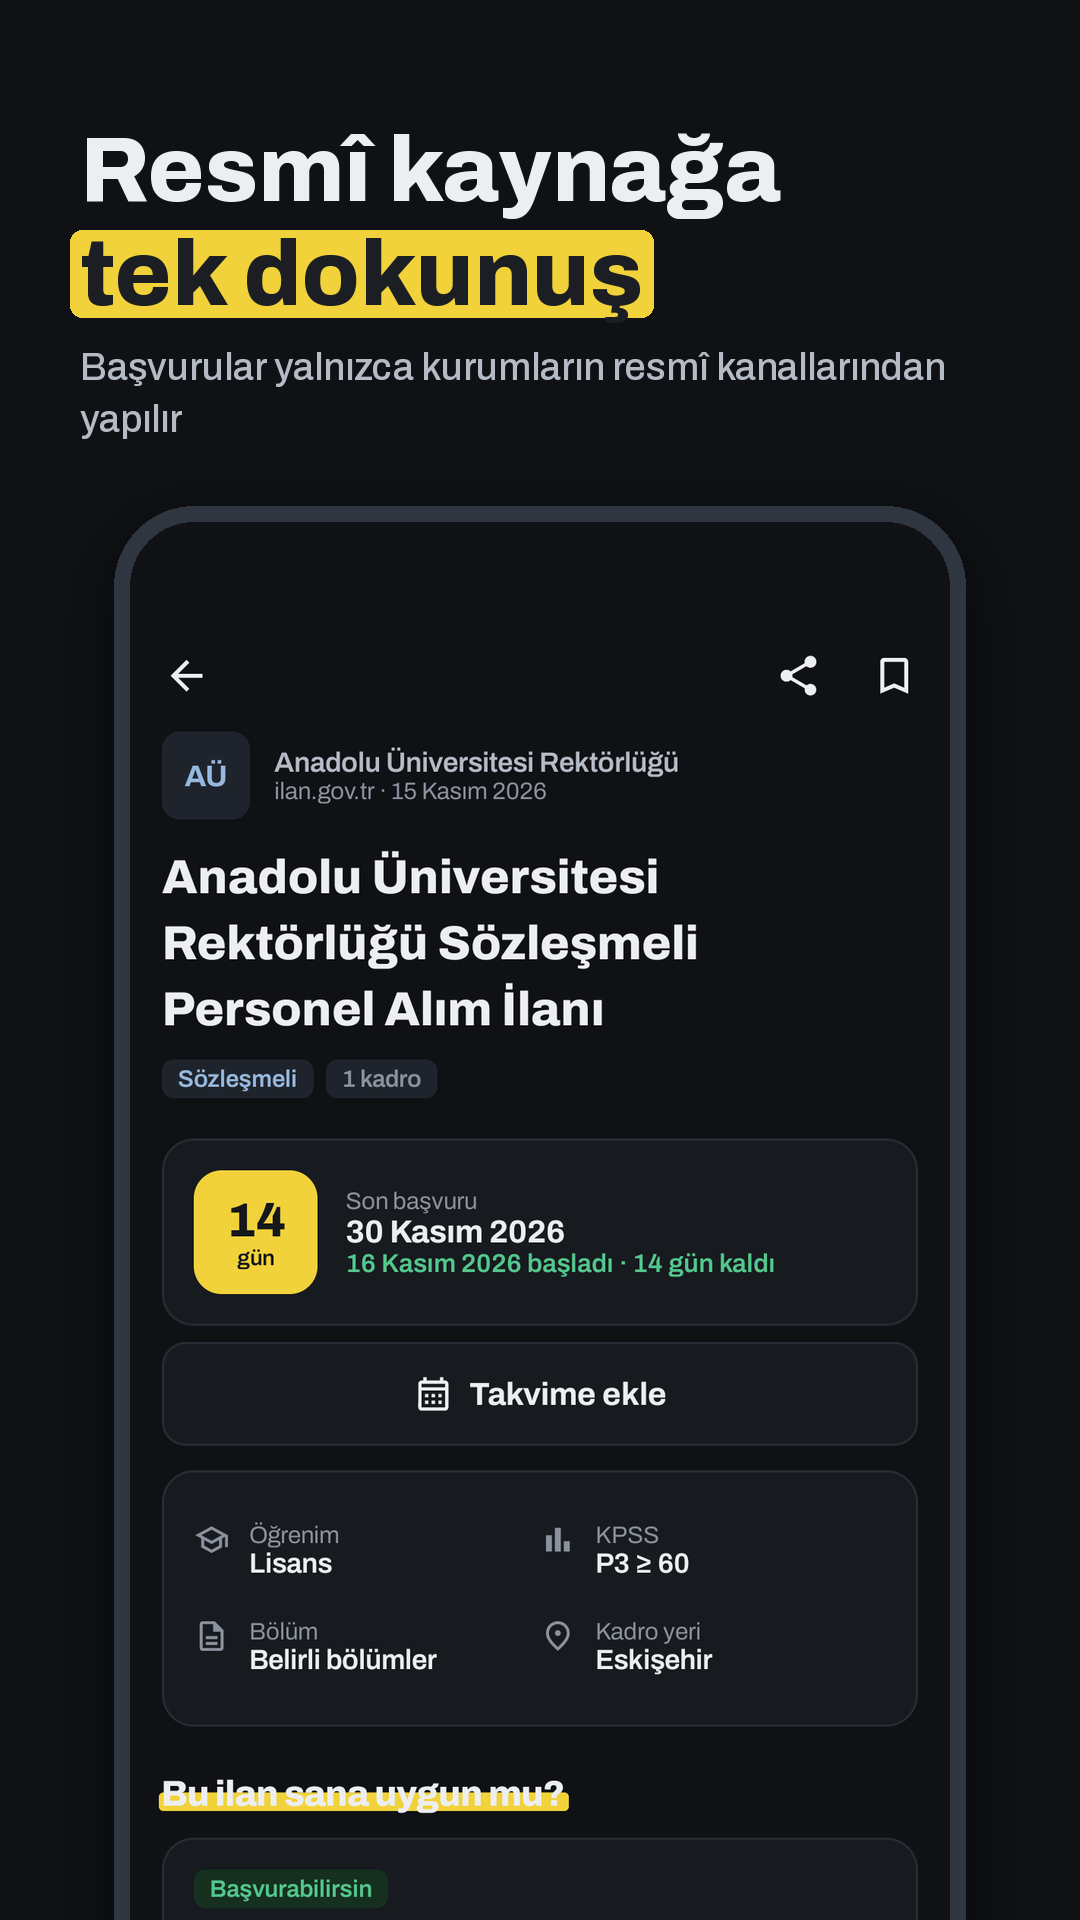 Resmî kaynağa
tek dokunuş
Başvurular yalnızca kurumların resmî kanallarından
yapılır
AÜ
Anadolu Üniversitesi Rektörlüğü
ilan.gov.tr · 15 Kasım 2026
Anadolu Üniversitesi
Rektörlüğü Sözleşmeli
Personel Alım İlanı
Sözleşmeli
1 kadro
14
gün
Son başvuru
30 Kasım 2026
16 Kasım 2026 başladı · 14 gün kaldı
Takvime ekle
Öğrenim
Lisans
KPSS
P3 ≥ 60
Bölüm
Belirli bölümler
Kadro yeri
Eskişehir
Bu ilan sana uygun mu?
Başvurabilirsin